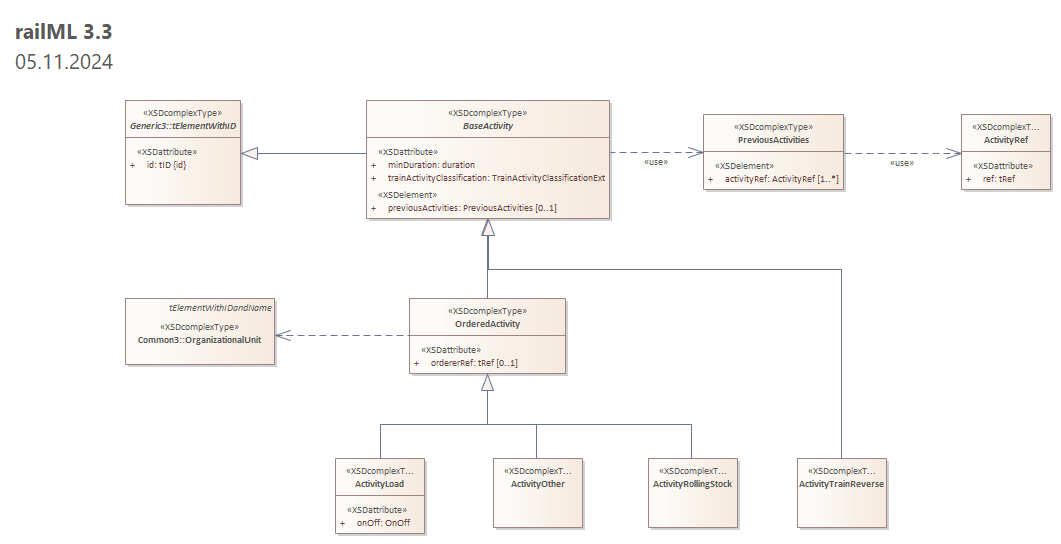 railML 3.3
05.11.2024
«XSDcomplexType»
Generic3::tElementWithID
«XSDattribute»
+ id: tID {id}
«XSDcomplexType»
BaseActivity
«XSDattribute»
+ minDuration: duration
+ trainActivityClassification: TrainActivityClassificationExt
«XSDelement»
+ previousActivities: PreviousActivities [0..1]
«use»
«XSDcomplexType»
PreviousActivities
«XSDelement»
+ activityRef: ActivityRef [1..*]
«use»
«XSDcomplexT...
ActivityRef
«XSDattribute»
+ ref: tRef
tElementWithIDandName
«XSDcomplexType»
Common3::OrganizationalUnit
«XSDcomplexType»
OrderedActivity
«XSDattribute»
+ ordererRef: tRef [0..1]
«XSDcomplexT...
ActivityLoad
«XSDattribute»
+ onOff: OnOff
«XSDcomplexT...
ActivityOther
«XSDcomplexT...
ActivityRollingStock
«XSDcomplexT...
ActivityTrainReverse